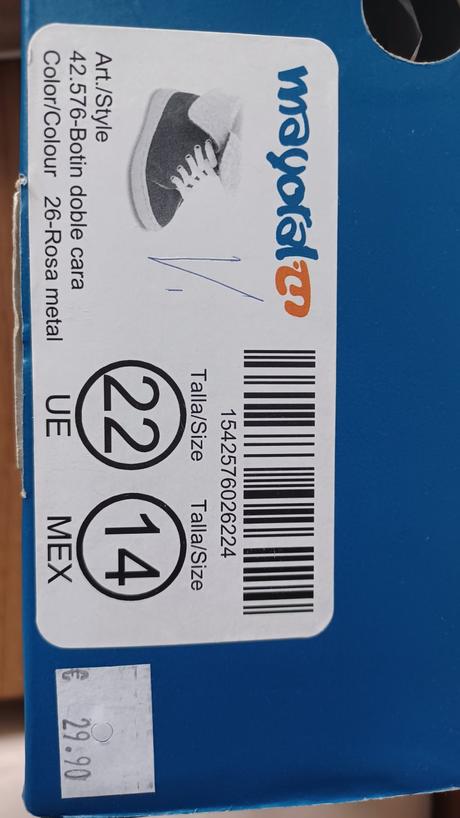 mayoral m
Art./Style
42.576-Botin doble cara
Color/Colour 26-Rosa metal
1542576026224
Talla/Size Talla/Size
22 14
UE MEX
€ 29.90